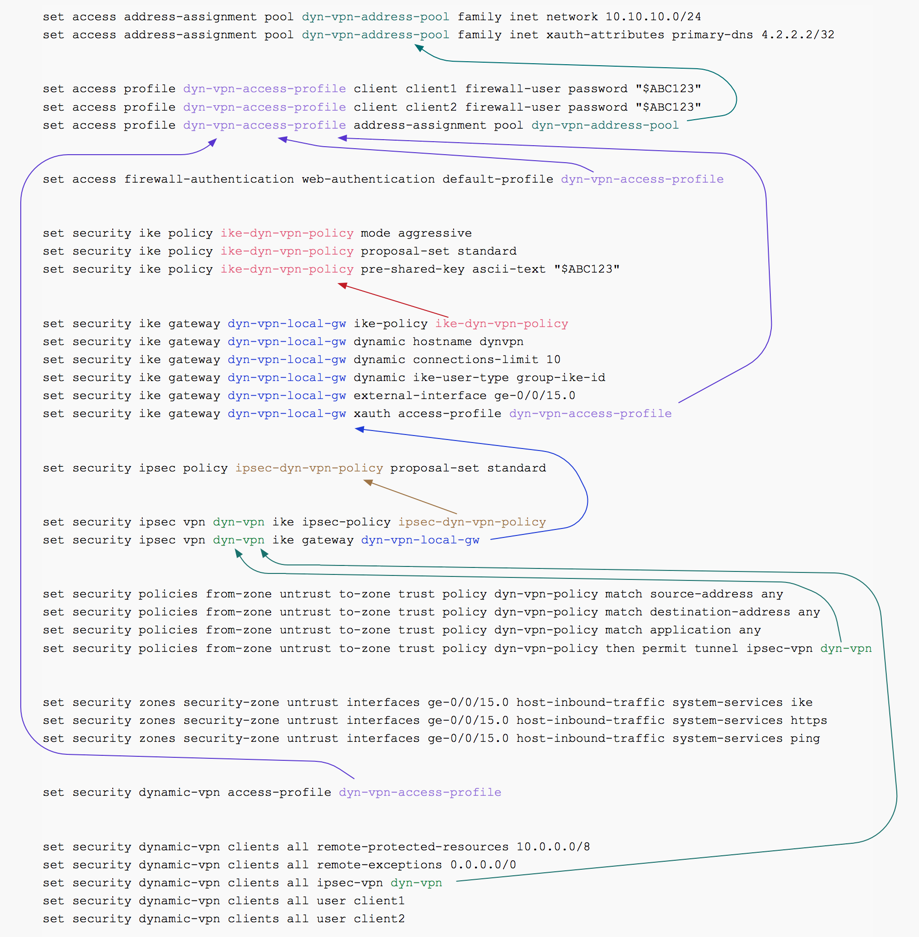 set access address-assignment pool dyn-vpn-address-pool family inet network 10.10.10.0/24
set access address-assignment pool dyn-vpn-address-pool family inet xauth-attributes primary-dns 4.2.2.2/32
set access profile dyn-vpn-access-profile client client1 firewall-user password "$ABC123"
set access profile dyn-vpn-access-profile client client2 firewall-user password "$ABC123"
set access profile dyn-vpn-access-profile address-assignment pool dyn-vpn-address-pool
set access firewall-authentication web-authentication default-profile dyn-vpn-access-profile
set security ike policy ike-dyn-vpn-policy mode aggressive
set security ike policy ike-dyn-vpn-policy proposal-set standard
set security ike policy ike-dyn-vpn-policy pre-shared-key ascii-text "$ABC123"
set security ike gateway dyn-vpn-local-gw ike-policy ike-dyn-vpn-policy
set security ike gateway dyn-vpn-local-gw dynamic hostname dynvpn
set security ike gateway dyn-vpn-local-gw dynamic connections-limit 10
set security ike gateway dyn-vpn-local-gw dynamic ike-user-type group-ike-id
set security ike gateway dyn-vpn-local-gw external-interface ge-0/0/15.0
set security ike gateway dyn-vpn-local-gw xauth access-profile dyn-vpn-access-profile
set security ipsec policy ipsec-dyn-vpn-policy proposal-set standard
set security ipsec vpn dyn-vpn ike ipsec-policy ipsec-dyn-vpn-policy
set security ipsec vpn dyn-vpn ike gateway dyn-vpn-local-gw
set security policies from-zone untrust to-zone trust policy dyn-vpn-policy match source-address any
set security policies from-zone untrust to-zone trust policy dyn-vpn-policy match destination-address any
set security policies from-zone untrust to-zone trust policy dyn-vpn-policy match application any
set security policies from-zone untrust to-zone trust policy dyn-vpn-policy then permit tunnel ipsec-vpn dyn-vpn
set security zones security-zone untrust interfaces ge-0/0/15.0 host-inbound-traffic system-services ike
set security zones security-zone untrust interfaces ge-0/0/15.0 host-inbound-traffic system-services https
set security zones security-zone untrust interfaces ge-0/0/15.0 host-inbound-traffic system-services ping
set security dynamic-vpn access-profile dyn-vpn-access-profile
set security dynamic-vpn clients all remote-protected-resources 10.0.0.0/8
set security dynamic-vpn clients all remote-exceptions 0.0.0.0/0
set security dynamic-vpn clients all ipsec-vpn dyn-vpn
set security dynamic-vpn clients all user client1
set security dynamic-vpn clients all user client2